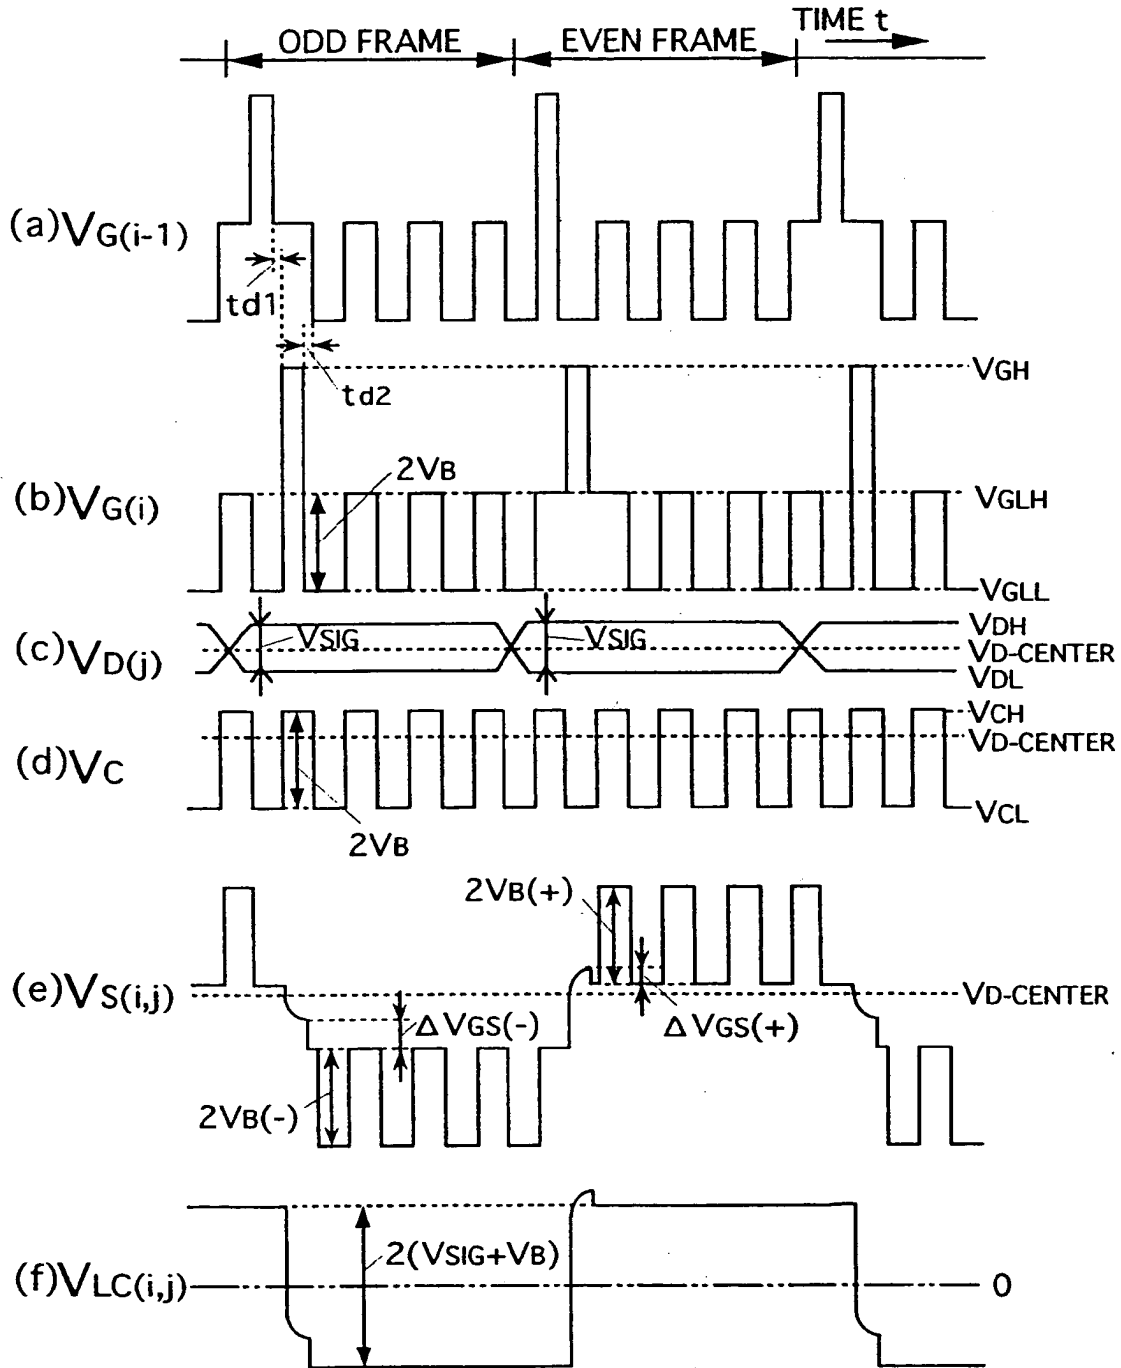 TIME t
ODD FRAME
EVEN FRAME
(a)VG(i-1)
td1
td2
VGH
2VB
(b)VG(i)
VGLH
VGLL
(c)VD(j)
VSIG
VSIG
VDH
VD-CENTER
VDL
(d)VC
VCH
VD-CENTER
VCL
2VB
2VB(+)
(e)VS(i,j)
VD-CENTER
ΔVGS(-)
ΔVGS(+)
2VB(-)
2(VSIG+VB)
(f)VLC(i,j)
0